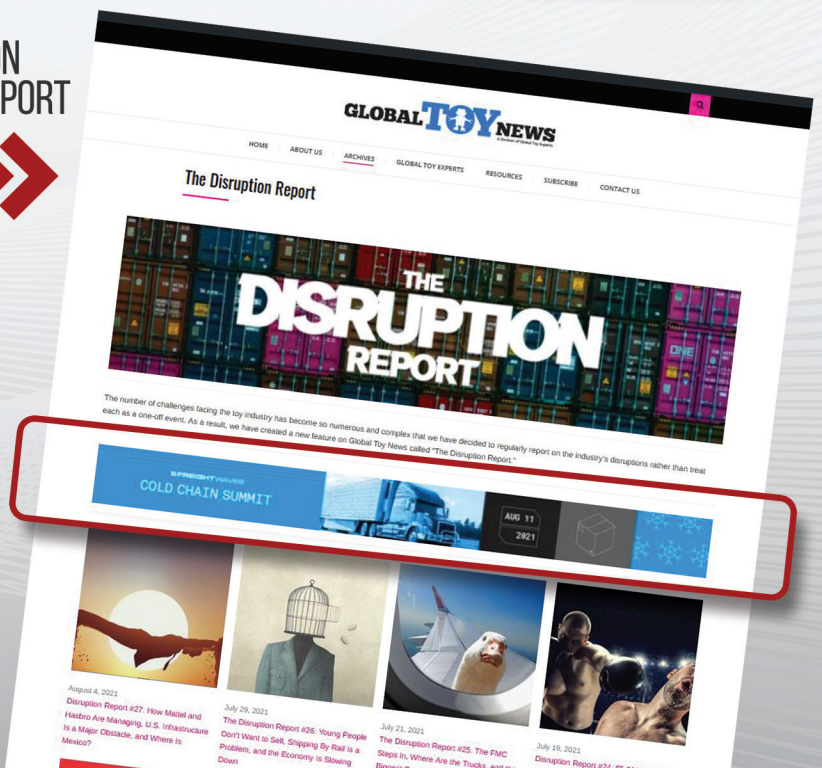 ON
PORT
GLOBAL TOY NEWS
A Division of Global Toy Experts
HOME ABOUT US ARCHIVES GLOBAL TOY EXPERTS RESOURCES SUBSCRIBE CONTACT US
The Disruption Report
THE
DISRUPTION
REPORT
ONE
The number of challenges facing the toy industry has become so numerous and complex that we have decided to regularly report on the industry's disruptions rather than treat
each as a one-off event. As a result, we have created a new feature on Global Toy News called "The Disruption Report."
FREIGHTWAVES
COLD CHAIN SUMMIT
AUG 11
2021
August 4, 2021
Disruption Report #27: How Mattel and
Hasbro Are Managing, U.S. Infrastructure
Is a Major Obstacle, and Where Is
Mexico?
July 29, 2021
The Disruption Report #26: Young People
Don't Want to Sell, Shipping By Rail is a
Problem, and the Economy is Slowing
Down
July 21, 2021
The Disruption Report #25: The FMC
Steps In, Where Are the Trucks, and
July 19, 2021
Disruption Report #24: